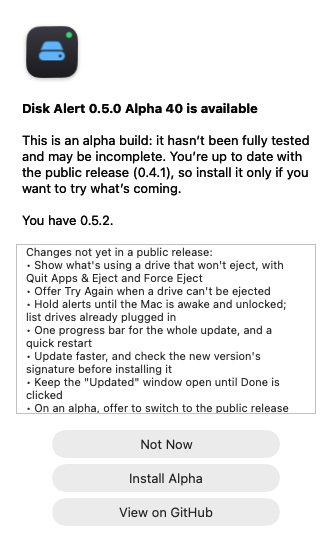 Disk Alert 0.5.0 Alpha 40 is available
This is an alpha build: it hasn’t been fully tested
and may be incomplete. You’re up to date with
the public release (0.4.1), so install it only if you
want to try what’s coming.
You have 0.5.2.
Changes not yet in a public release:
• Show what's using a drive that won't eject, with
Quit Apps & Eject and Force Eject
• Offer Try Again when a drive can't be ejected
• Hold alerts until the Mac is awake and unlocked;
list drives already plugged in
• One progress bar for the whole update, and a
quick restart
• Update faster, and check the new version's
signature before installing it
• Keep the "Updated" window open until Done is
clicked
• On an alpha, offer to switch to the public release
Not Now
Install Alpha
View on GitHub